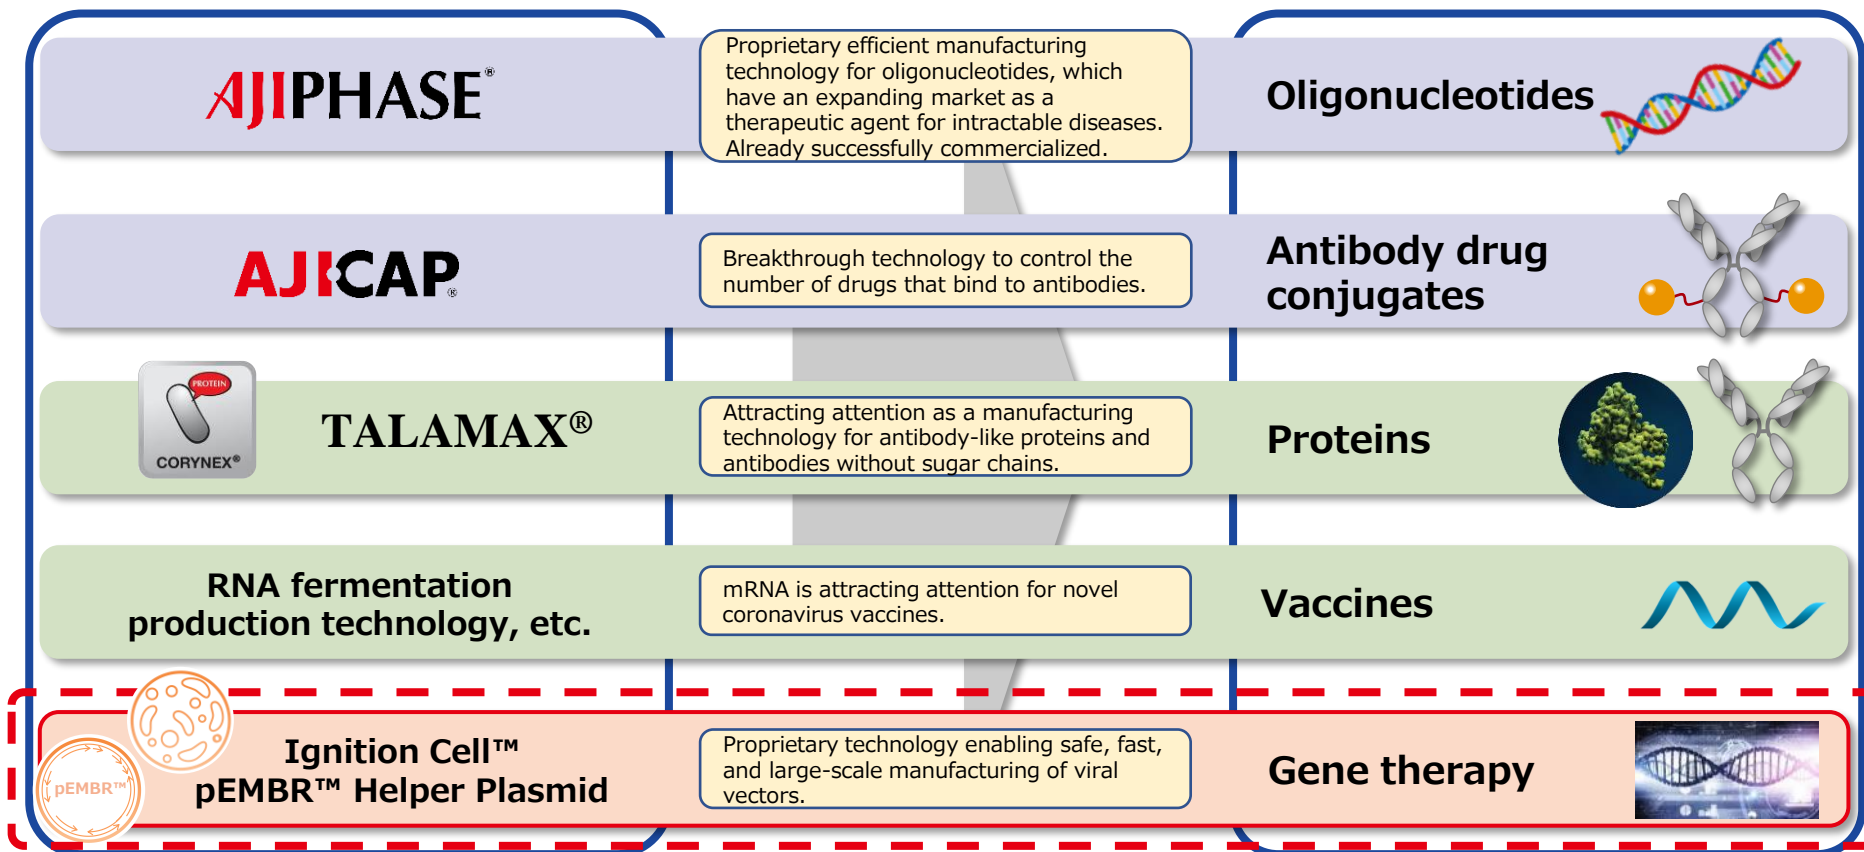 AJIPHASE®
Proprietary efficient manufacturing
technology for oligonucleotides, which
have an expanding market as a
therapeutic agent for intractable diseases.
Already successfully commercialized.
Oligonucleotides
AJICAP®
Breakthrough technology to control the
number of drugs that bind to antibodies.
Antibody drug
conjugates
PROTEIN
CORYNEX®
TALAMAX®
Attracting attention as a manufacturing
technology for antibody-like proteins and
antibodies without sugar chains.
Proteins
RNA fermentation
production technology, etc.
mRNA is attracting attention for novel
coronavirus vaccines.
Vaccines
pEMBR™
Ignition Cell™
pEMBR™ Helper Plasmid
Proprietary technology enabling safe, fast,
and large-scale manufacturing of viral
vectors.
Gene therapy